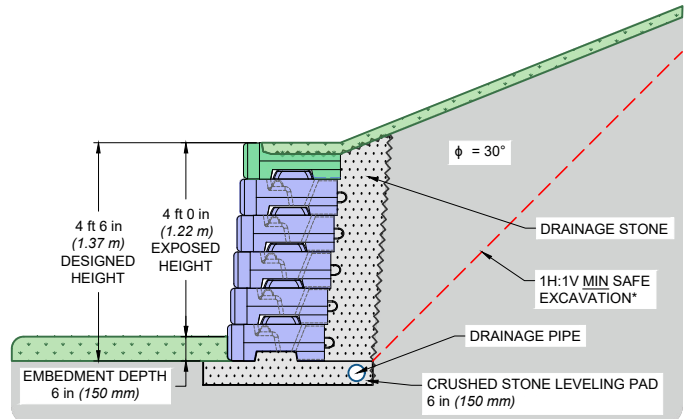 4 ft 6 in
(1.37 m)
DESIGNED
HEIGHT
4 ft 0 in
(1.22 m)
EXPOSED
HEIGHT
ϕ = 30°
DRAINAGE STONE
1H:1V MIN SAFE
EXCAVATION*
DRAINAGE PIPE
EMBEDMENT DEPTH
6 in (150 mm)
CRUSHED STONE LEVELING PAD
6 in (150 mm)